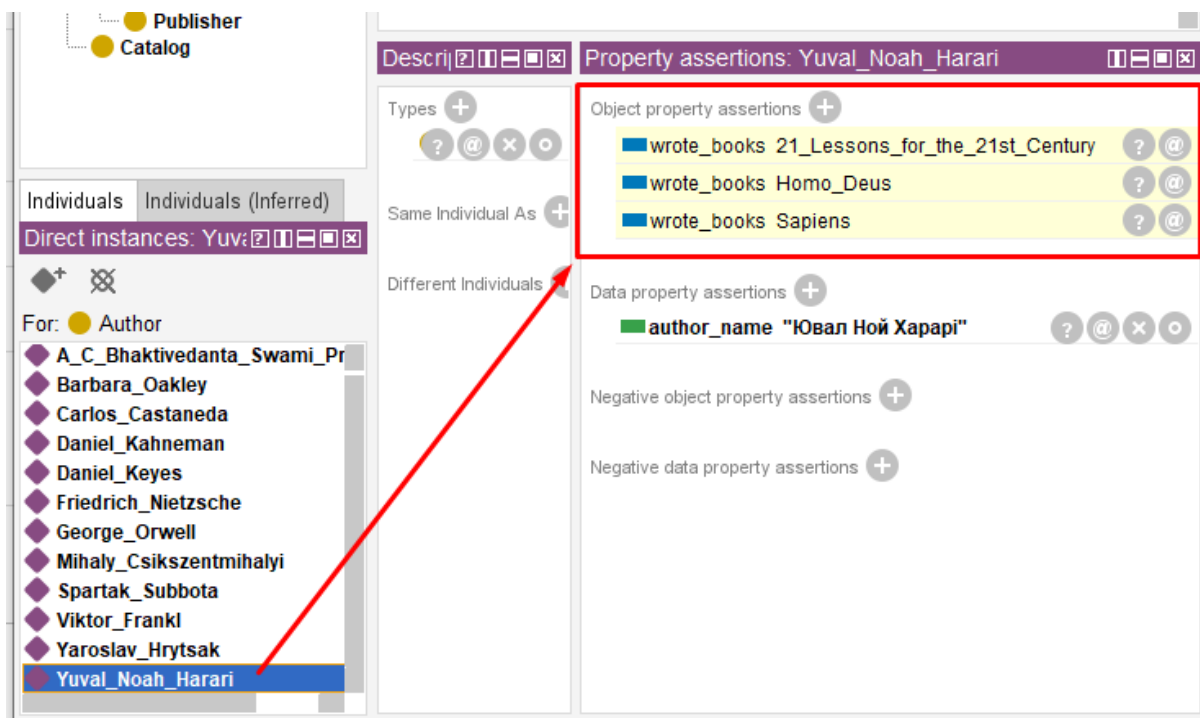 Publisher
Catalog
Individuals Individuals (Inferred)
Direct instances: Yuv
For: Author
A_C_Bhaktivedanta_Swami_Pr
Barbara_Oakley
Carlos_Castaneda
Daniel_Kahneman
Daniel_Keyes
Friedrich_Nietzsche
George_Orwell
Mihaly_Csikszentmihalyi
Spartak_Subbota
Viktor_Frankl
Yaroslav_Hrytsak
Yuval_Noah_Harari
Descri
Types
Same Individual As
Different Individuals
Property assertions: Yuval_Noah_Harari
Object property assertions
wrote_books 21_Lessons_for_the_21st_Century
wrote_books Homo_Deus
wrote_books Sapiens
Data property assertions
author_name "Ювал Ной Харарі"
Negative object property assertions
Negative data property assertions